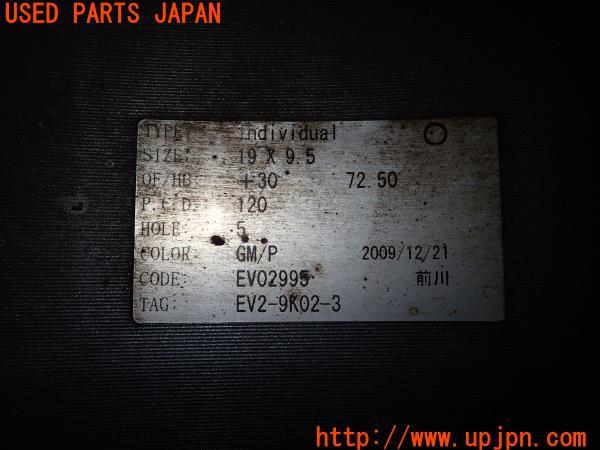 USED PARTS JAPAN
TYPE: Individual ○
SIZE: 19 X 9.5
OF/HB: +30 72.50
P.C.D: 120
HOLE: 5
COLOR: GM/P 2009/12/21
CODE: EV02995 前川
TAG: EV2-9K02-3
http://www.upjpn.com/